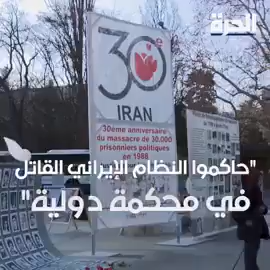 الحرة
30e
IRAN
30ème anniversaire
du massacre de 30.000
prisonniers politiques
en 1988
"حاكموا النظام الإيراني القاتل
في محكمة دولية"